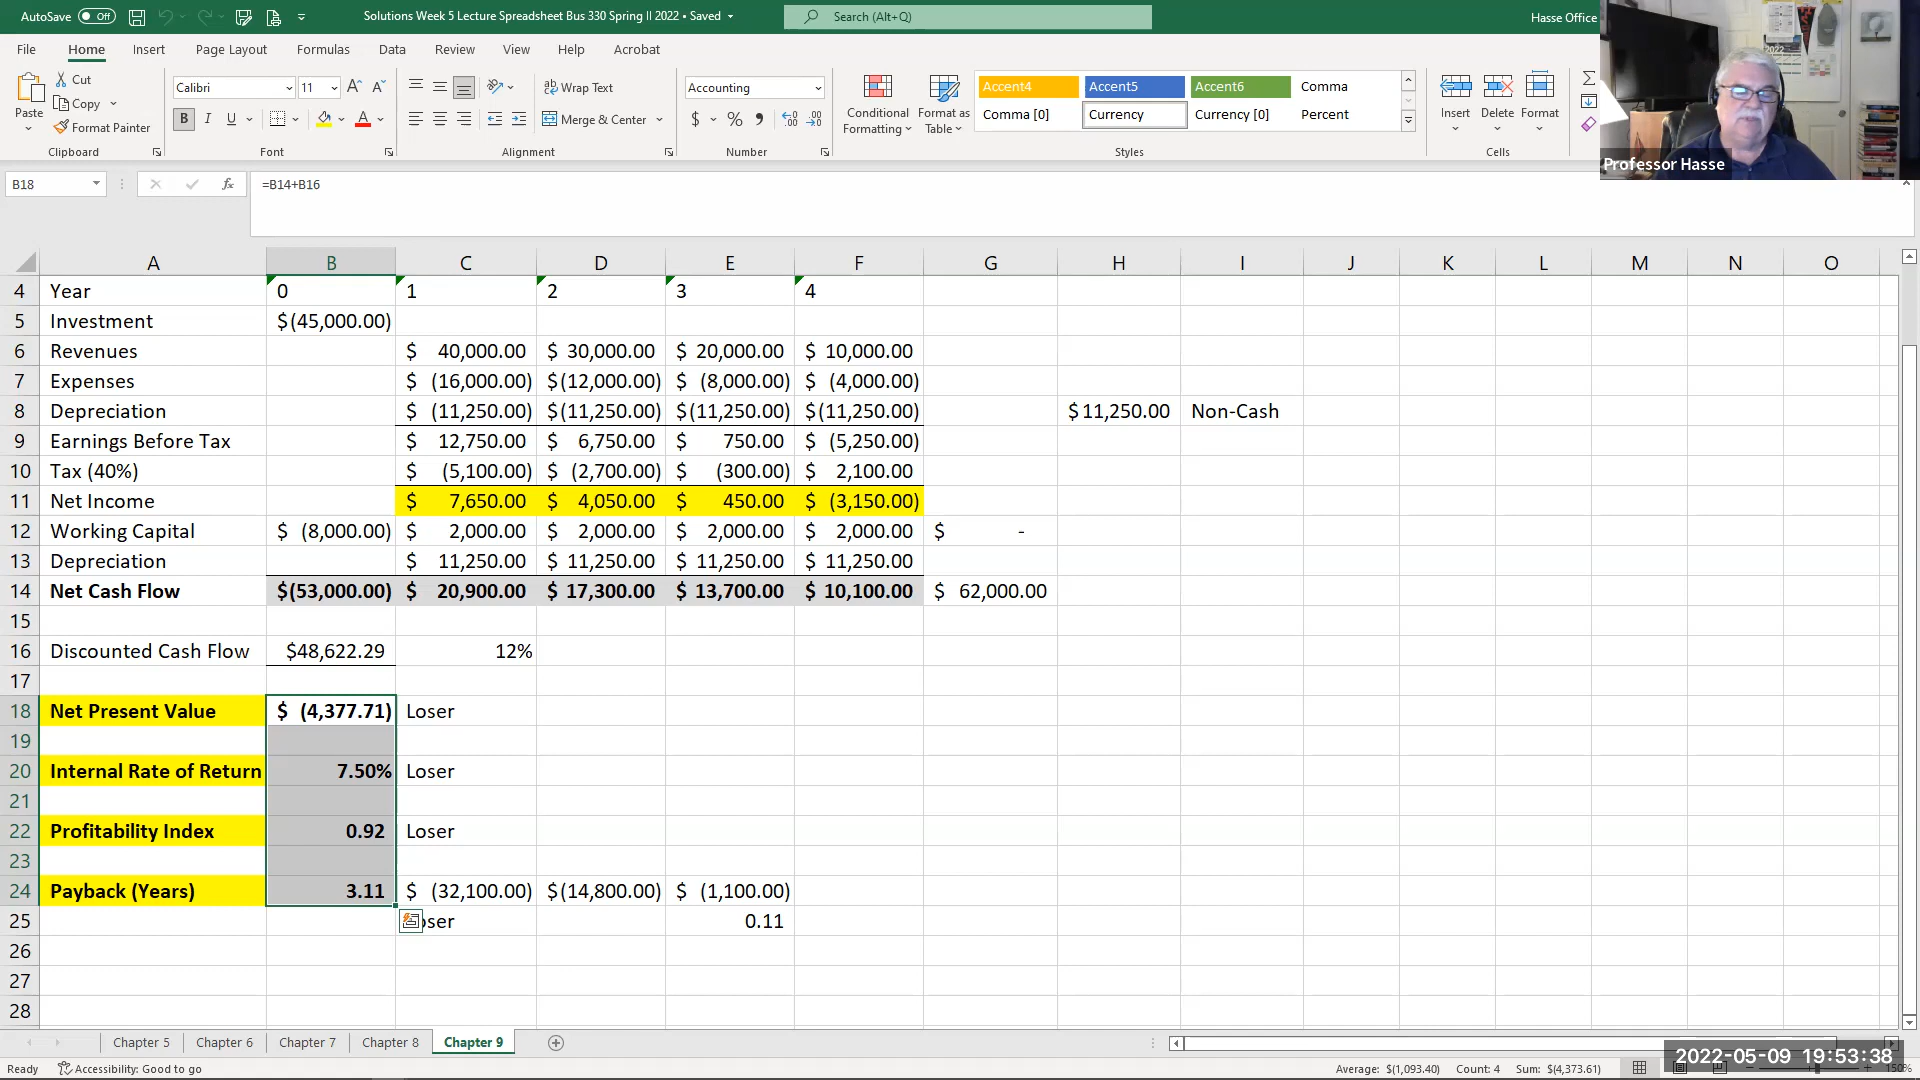 AutoSave Off Solutions Week 5 Lecture Spreadsheet Bus 330 Spring II 2022 • Saved Search (Alt+Q) Hasse Office
File Home Insert Page Layout Formulas Data Review View Help Acrobat
Paste Cut Copy Format Painter
Clipboard
Calibri 11 B I U
Font
Wrap Text Merge & Center
Alignment
Accounting $ % 9
Number
Conditional Formatting Format as Table
Accent4 Accent5 Accent6 Comma
Comma [0] Currency Currency [0] Percent
Styles
Insert Delete Format
Cells
Professor Hasse
B18 fx =B14+B16
A B C D E F G H I J K L M N O
4 Year 0 1 2 3 4
5 Investment $(45,000.00)
6 Revenues $ 40,000.00 $ 30,000.00 $ 20,000.00 $ 10,000.00
7 Expenses $ (16,000.00) $(12,000.00) $ (8,000.00) $ (4,000.00)
8 Depreciation $ (11,250.00) $(11,250.00) $(11,250.00) $(11,250.00) $11,250.00 Non-Cash
9 Earnings Before Tax $ 12,750.00 $ 6,750.00 $ 750.00 $ (5,250.00)
10 Tax (40%) $ (5,100.00) $ (2,700.00) $ (300.00) $ 2,100.00
11 Net Income $ 7,650.00 $ 4,050.00 $ 450.00 $ (3,150.00)
12 Working Capital $ (8,000.00) $ 2,000.00 $ 2,000.00 $ 2,000.00 $ 2,000.00 $ -
13 Depreciation $ 11,250.00 $ 11,250.00 $ 11,250.00 $ 11,250.00
14 Net Cash Flow $(53,000.00) $ 20,900.00 $ 17,300.00 $ 13,700.00 $ 10,100.00 $ 62,000.00
15
16 Discounted Cash Flow $48,622.29 12%
17
18 Net Present Value $ (4,377.71) Loser
19
20 Internal Rate of Return 7.50% Loser
21
22 Profitability Index 0.92 Loser
23
24 Payback (Years) 3.11 $ (32,100.00) $(14,800.00) $ (1,100.00)
25 oser 0.11
26
27
28
Chapter 5 Chapter 6 Chapter 7 Chapter 8 Chapter 9
Ready Accessibility: Good to go Average: $(1,093.40) Count: 4 Sum: $(4,373.61) 150%
2022-05-09 19:53:38